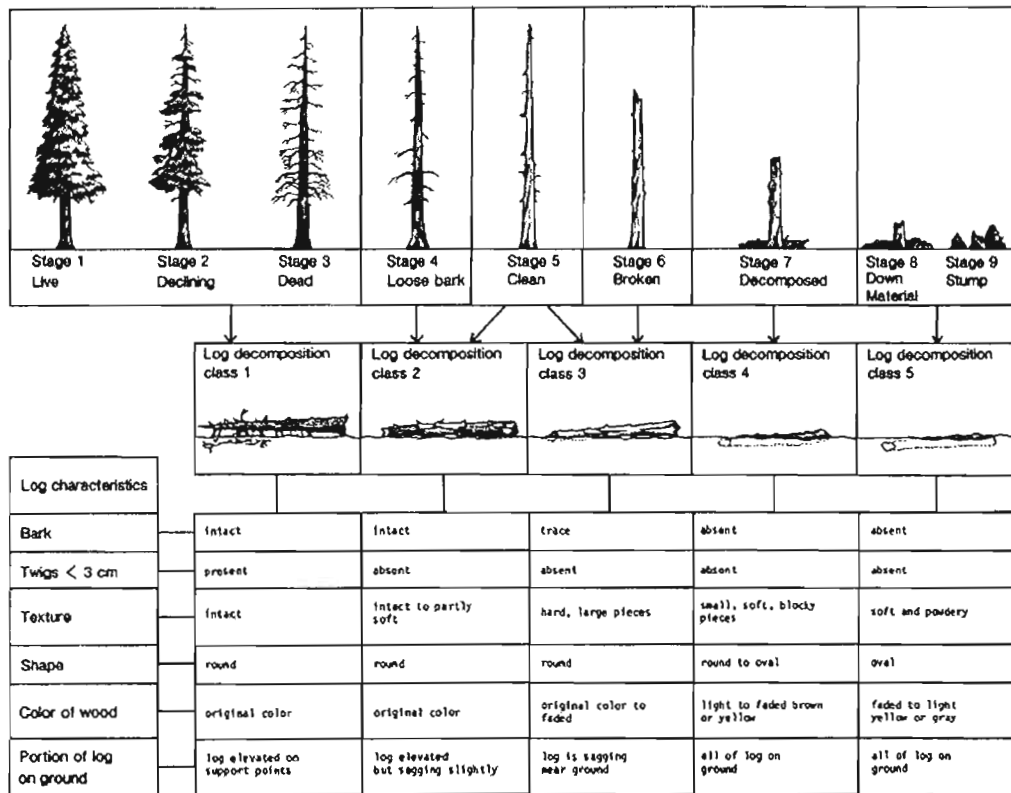 Stage 1
Live
Stage 2
Declining
Stage 3
Dead
Stage 4
Loose bark
Stage 5
Clean
Stage 6
Broken
Stage 7
Decomposed
Stage 8
Down
Material
Stage 9
Stump
Log decomposition
class 1
Log decomposition
class 2
Log decomposition
class 3
Log decomposition
class 4
Log decomposition
class 5
Log characteristics
Bark
intact
intact
trace
absent
absent
Twigs < 3 cm
present
absent
absent
absent
absent
Texture
intact
intact to partly
soft
hard, large pieces
small, soft, blocky
pieces
soft and powdery
Shape
round
round
round
round to oval
oval
Color of wood
original color
original color
original color to
faded
light to faded brown
or yellow
faded to light
yellow or gray
Portion of log
on ground
log elevated on
support points
log elevated
but sagging slightly
log is sagging
near ground
all of log on
ground
all of log on
ground